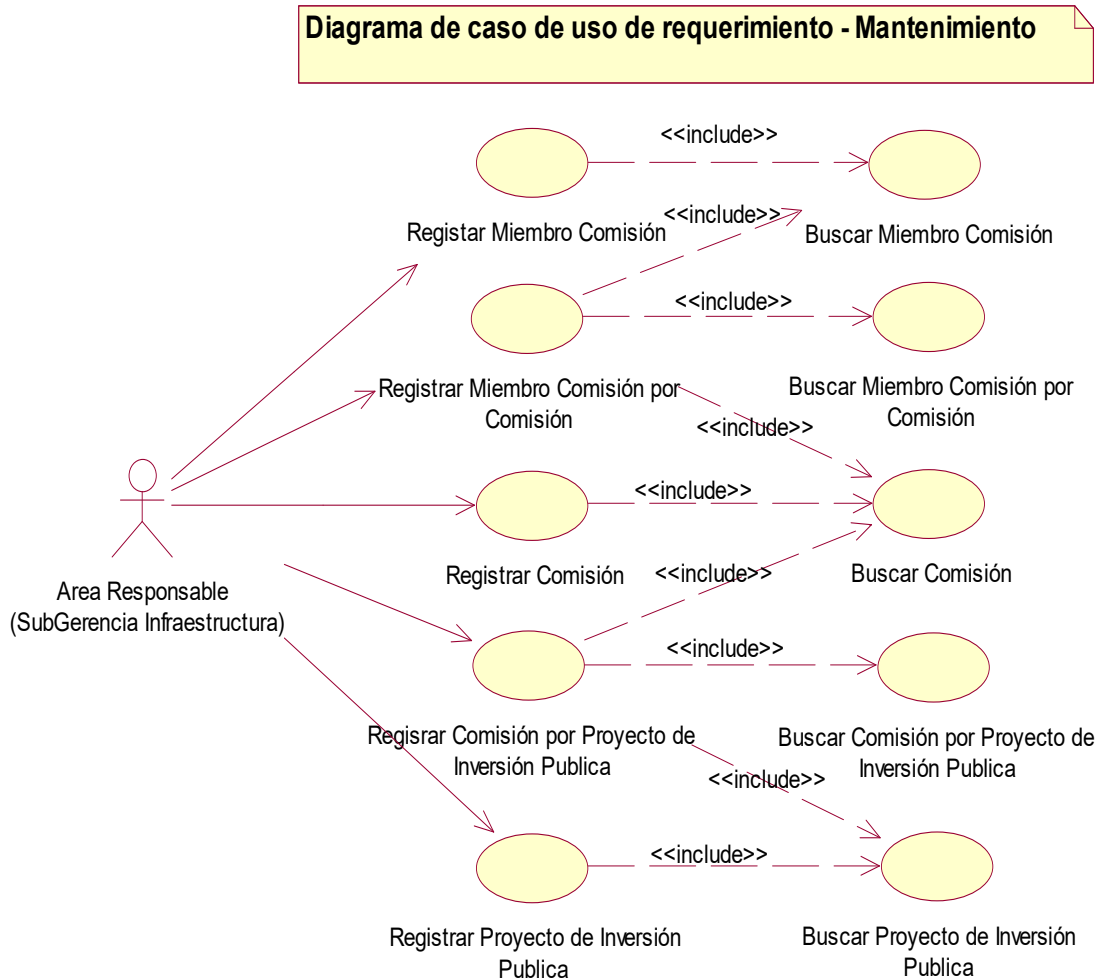 Diagrama de caso de uso de requerimiento - Mantenimiento
<<include>>
Registar Miembro Comisión
<<include>>
Buscar Miembro Comisión
<<include>>
Registrar Miembro Comisión por
Comisión
Buscar Miembro Comisión por
Comisión
<<include>>
<<include>>
Area Responsable
(SubGerencia Infraestructura)
Registrar Comisión
<<include>>
Buscar Comisión
<<include>>
Regisrar Comisión por Proyecto de
Inversión Publica
Buscar Comisión por Proyecto de
Inversión Publica
<<include>>
<<include>>
Registrar Proyecto de Inversión
Publica
Buscar Proyecto de Inversión
Publica